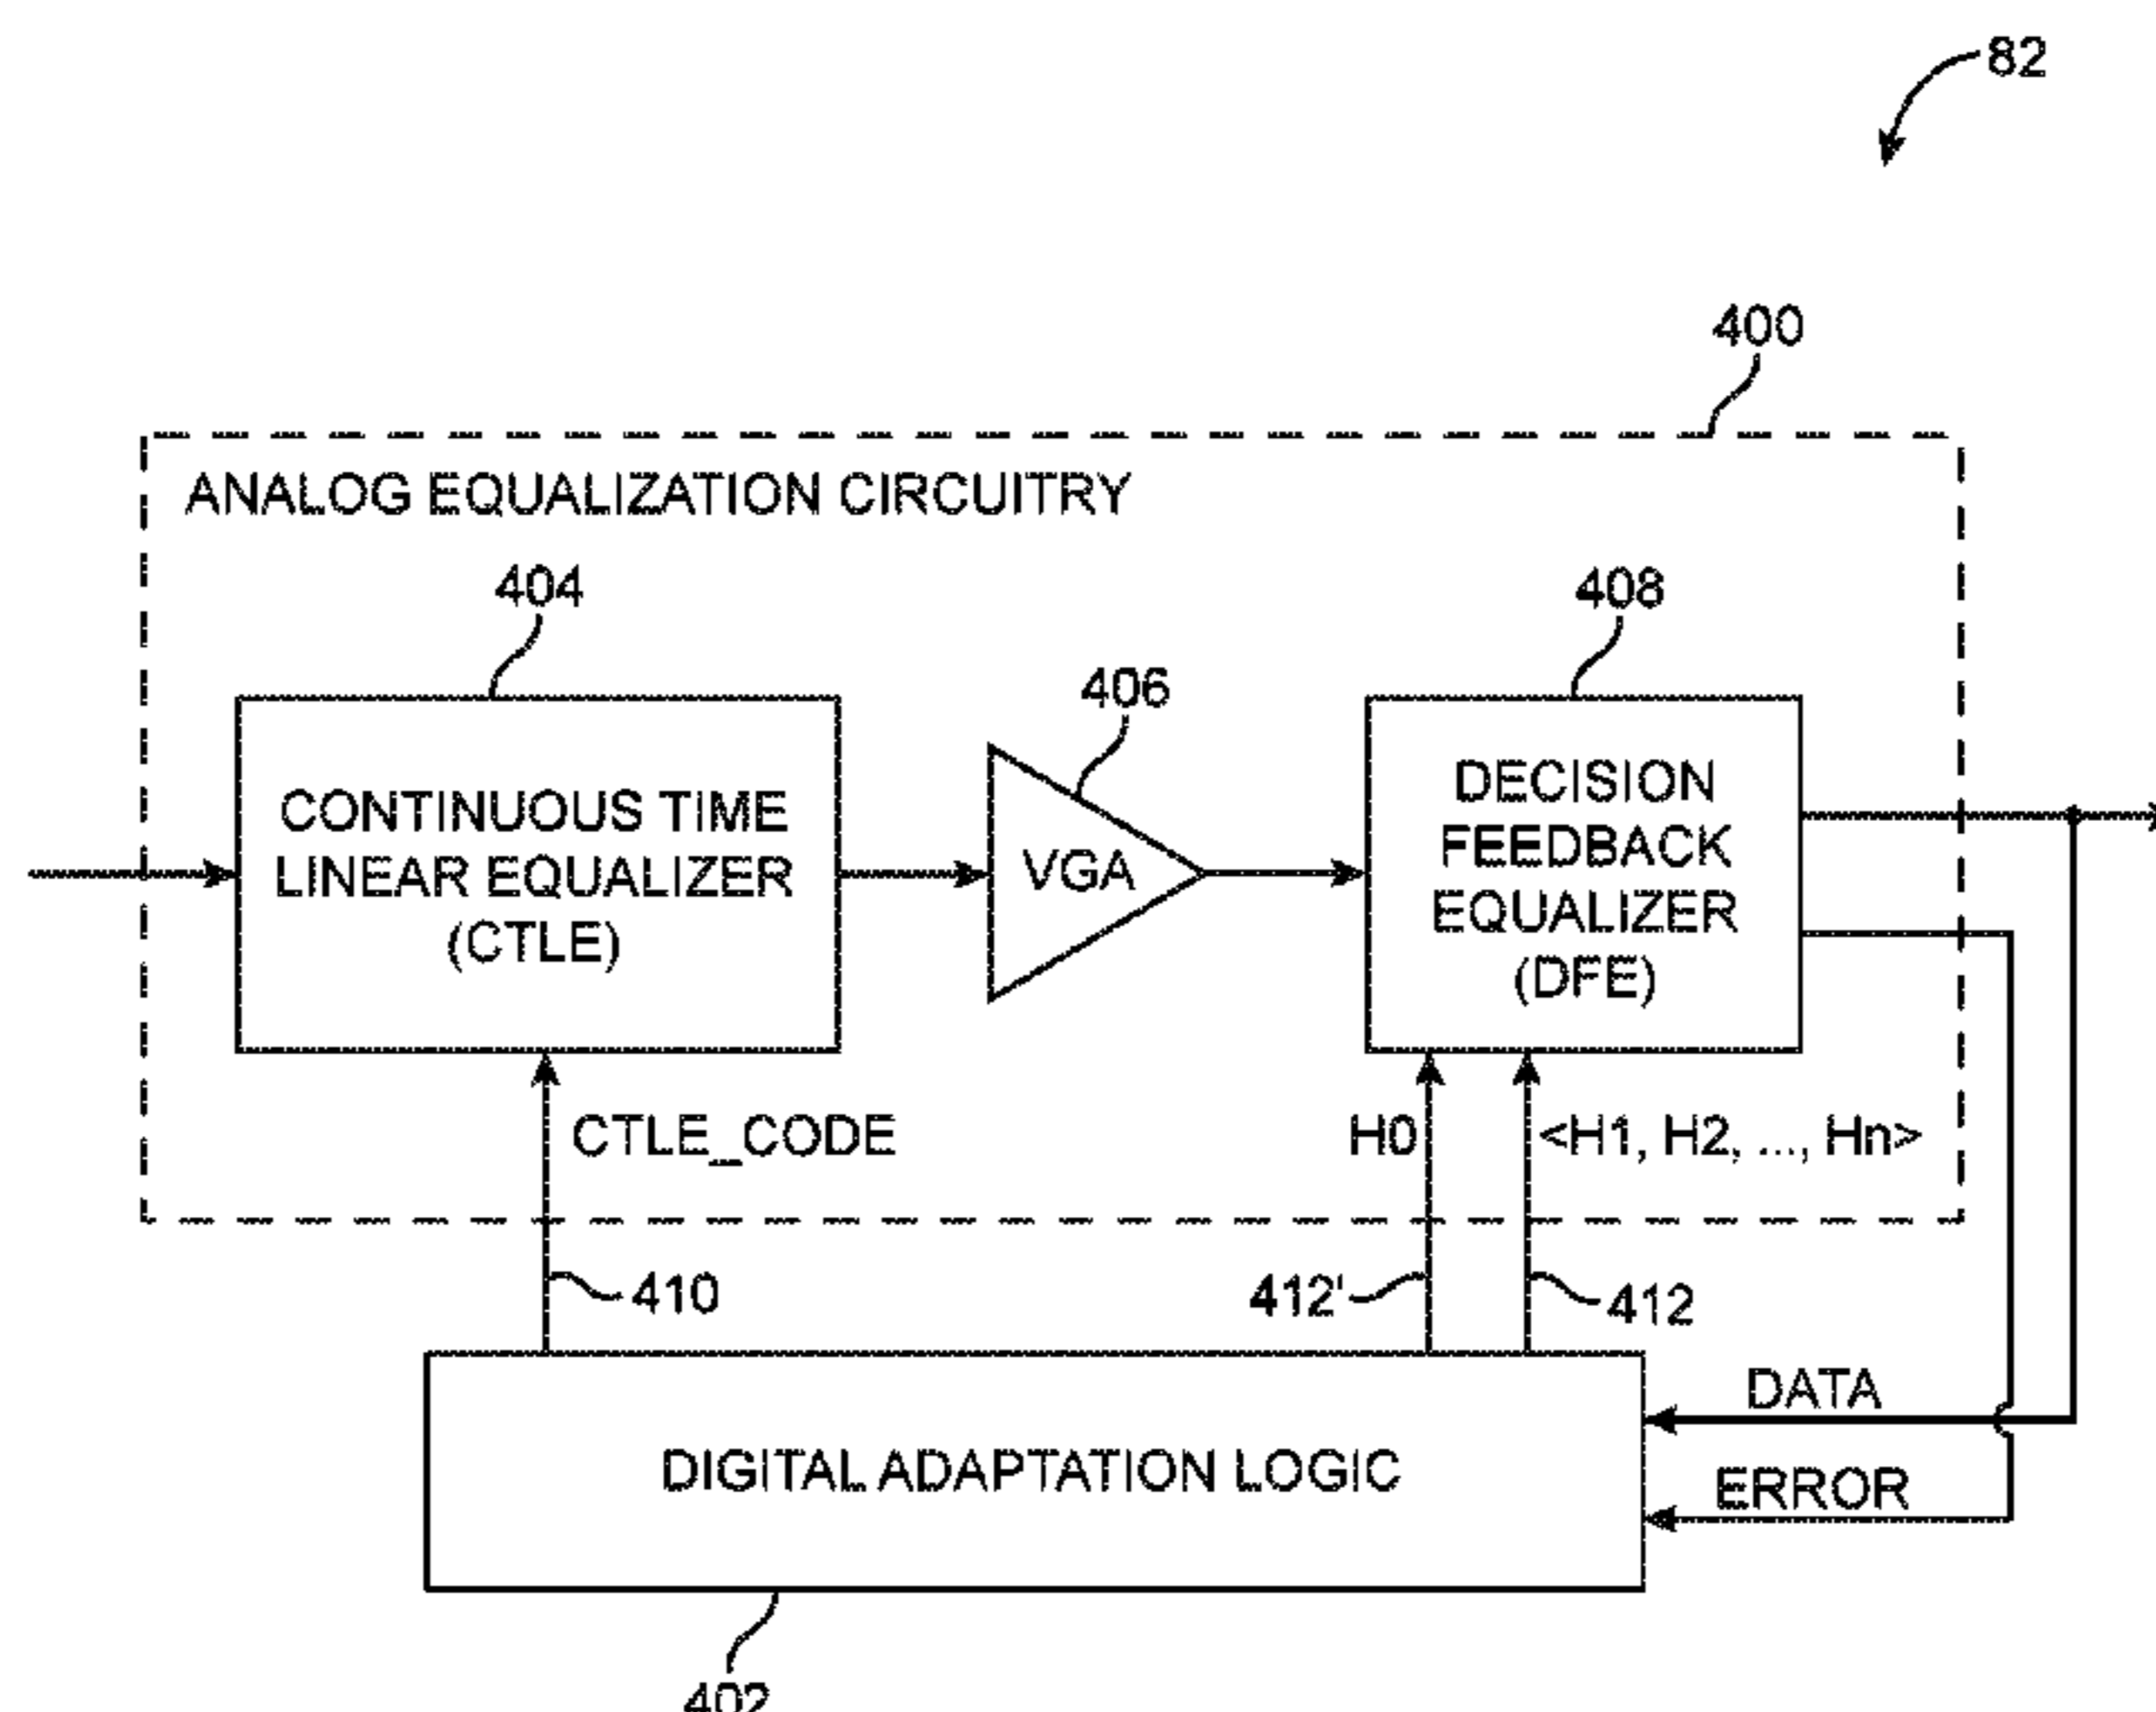 82
400
ANALOG EQUALIZATION CIRCUITRY
404
408
406
CONTINUOUS TIME
LINEAR EQUALIZER
(CTLE)
VGA
DECISION
FEEDBACK
EQUALIZER
(DFE)
CTLE_CODE
H0
<H1, H2, ..., Hn>
410
412'
412
DATA
DIGITAL ADAPTATION LOGIC
ERROR
402